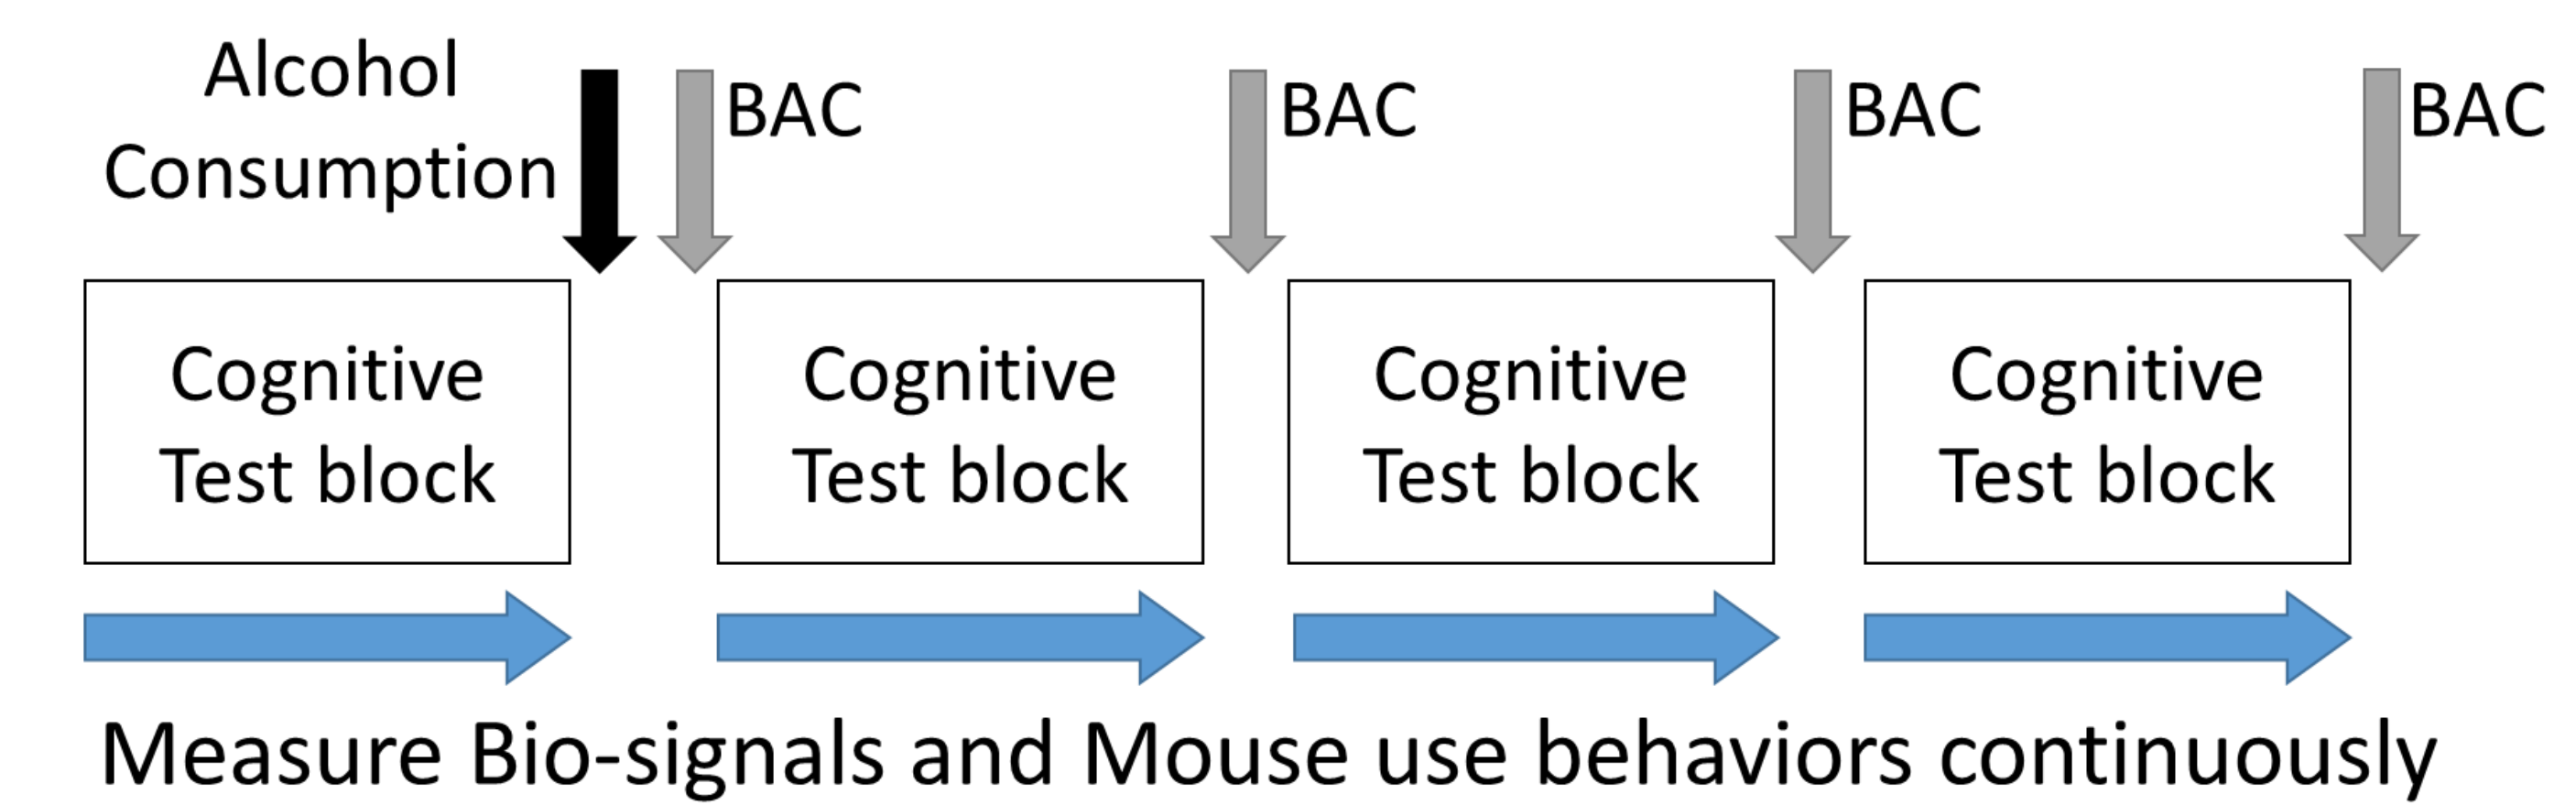 Alcohol
Consumption
BAC
BAC
BAC
BAC
Cognitive
Test block
Cognitive
Test block
Cognitive
Test block
Cognitive
Test block
Measure Bio-signals and Mouse use behaviors continuously